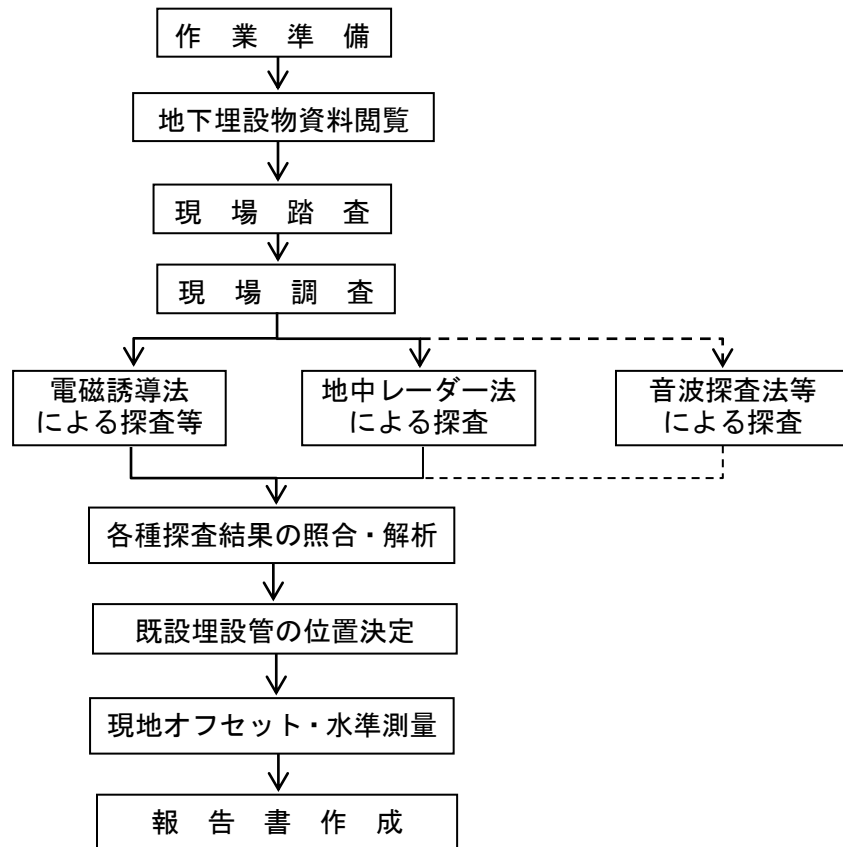 作業準備
地下埋設物資料閲覧
現場踏査
現場調査
電磁誘導法
による探査等
地中レーダー法
による探査
音波探査法等
による探査
各種探査結果の照合・解析
既設埋設管の位置決定
現地オフセット・水準測量
報告書作成